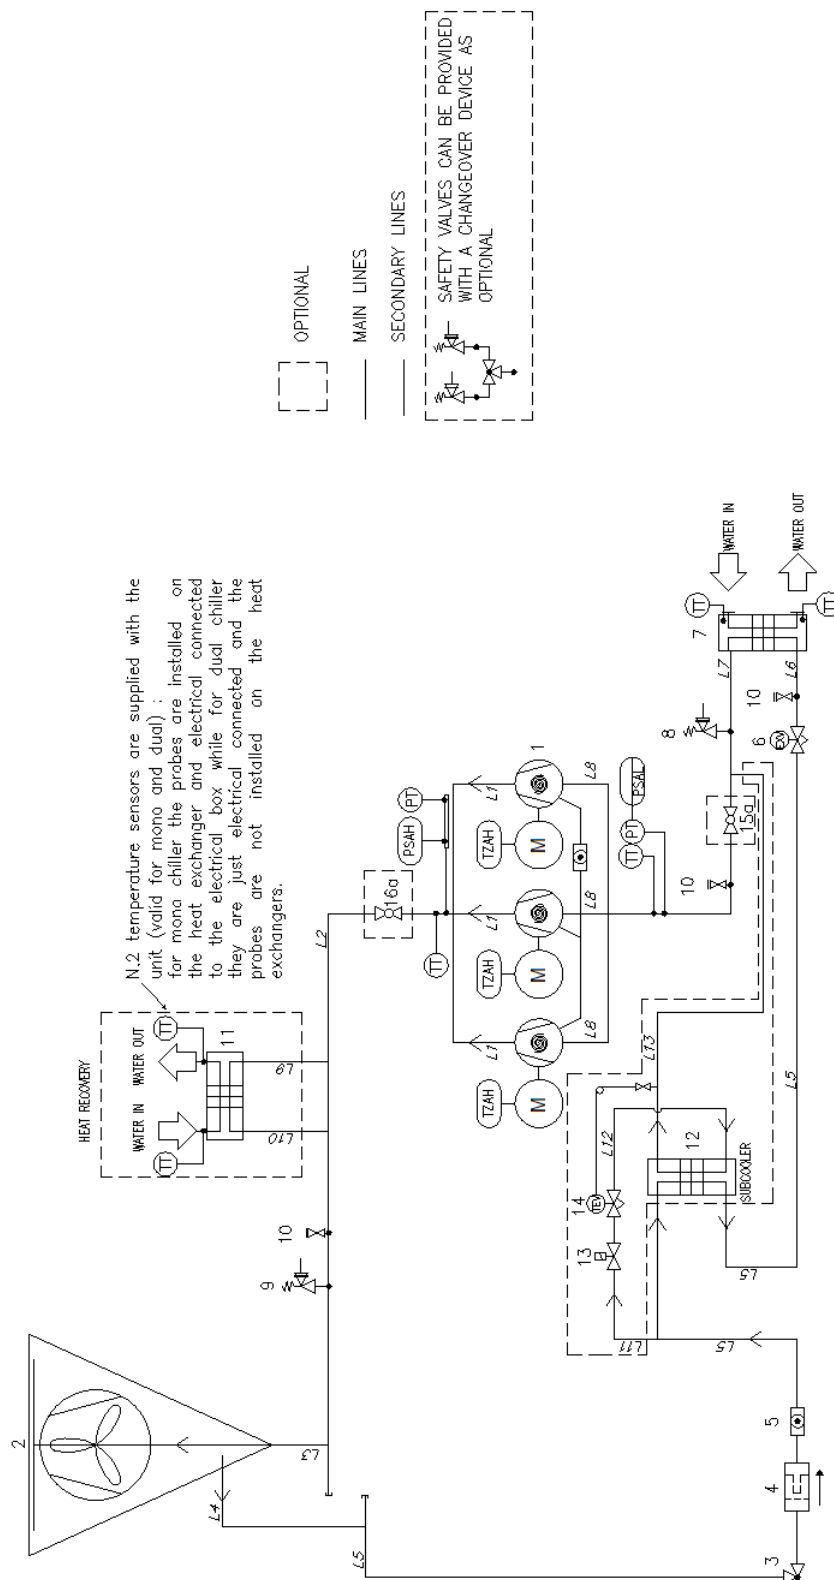 OPTIONAL
MAIN LINES
SECONDARY LINES
SAFETY VALVES CAN BE PROVIDED
WITH A CHANGEOVER DEVICE AS
OPTIONAL
N.2 temperature sensors are supplied with the
unit (valid for mono and dual) :
for mono chiller the probes are installed on
the heat exchanger and electrical connected
to the electrical box while for dual chiller
they are just electrical connected and the
probes are not installed on the heat
exchangers.
HEAT RECOVERY
WATER IN
WATER OUT
TT
TT
11
L10
L9
2
L3
L4
L5
9
10
L2
16a
TT
PSAH
PT
L1
L1
L1
TZAH
TZAH
TZAH
M
M
M
1
L8
L8
L8
TT
PT
PSAL
10
15a
8
L7
7
TT
TT
WATER IN
WATER OUT
L6
10
6
EXV
L5
L13
L12
14
TEV
13
12
SUBCOOLER
L11
L5
L5
5
4
3